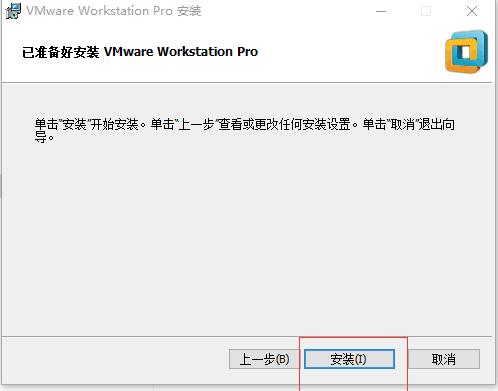 VMware Workstation Pro 安装
已准备好安装 VMware Workstation Pro
单击“安装”开始安装。单击“上一步”查看或更改任何安装设置。单击“取消”退出向
导。
上一步(B) 安装(I) 取消